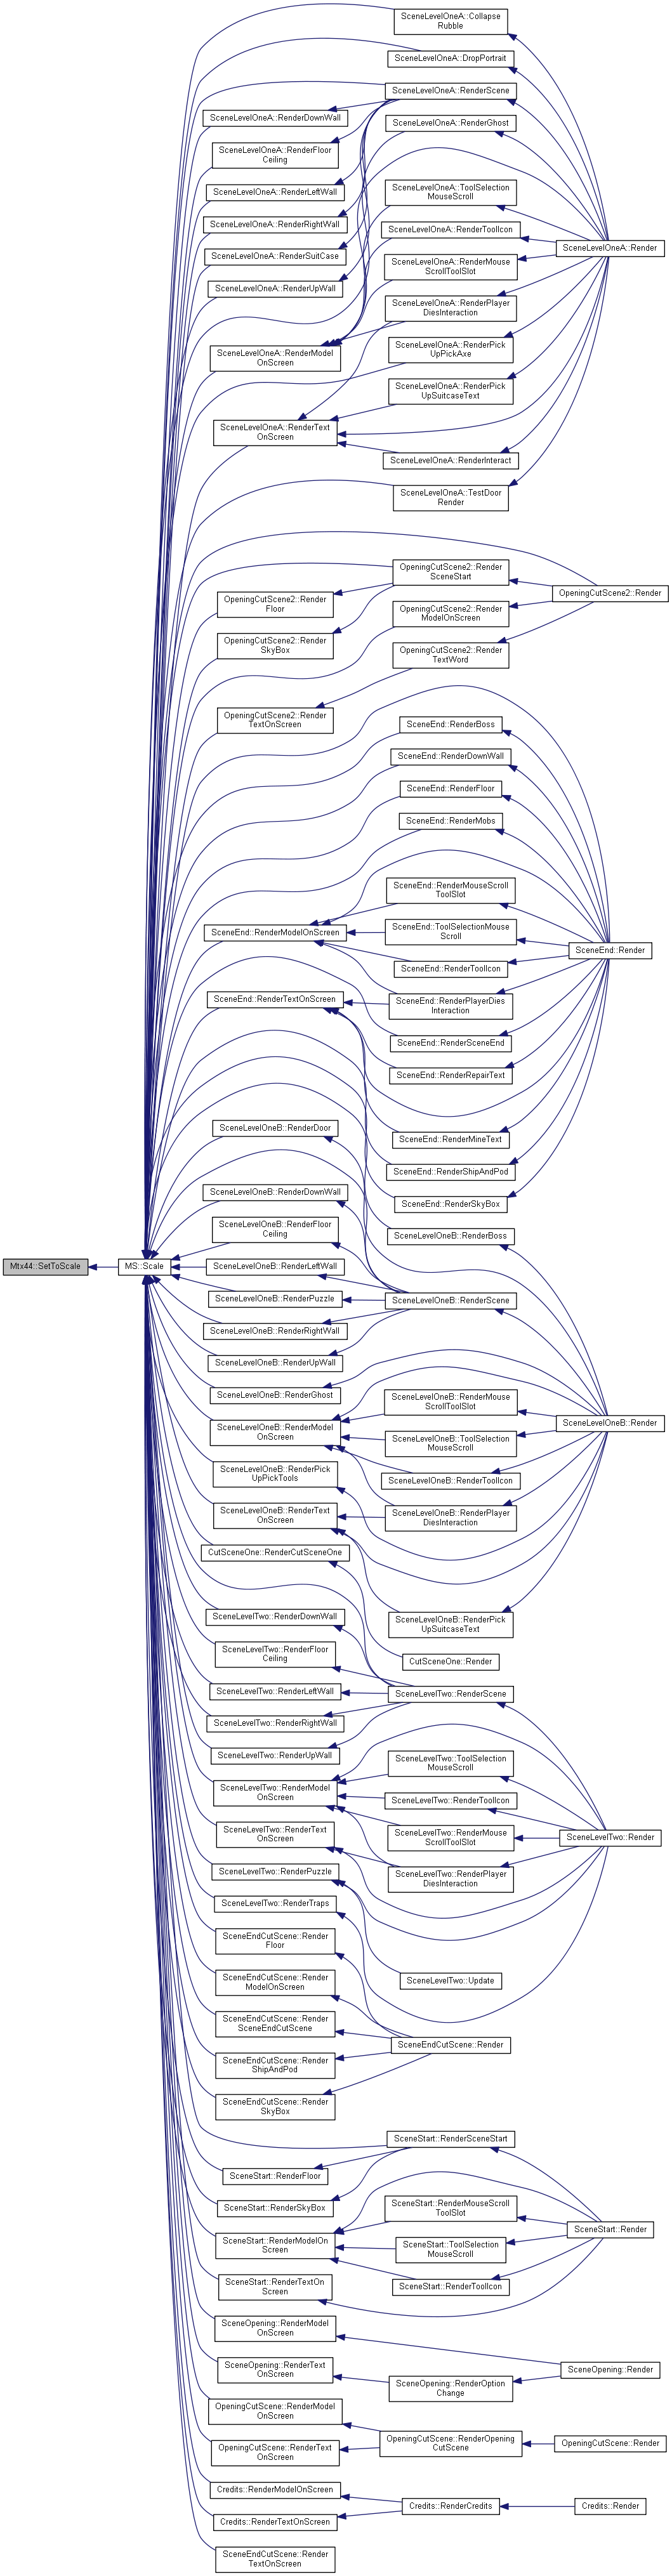 SceneLevelOneA::Collapse
Rubble
SceneLevelOneA::DropPortrait
SceneLevelOneA::RenderScene
SceneLevelOneA::RenderDownWall
SceneLevelOneA::RenderGhost
SceneLevelOneA::RenderFloor
Ceiling
SceneLevelOneA::RenderLeftWall
SceneLevelOneA::ToolSelection
MouseScroll
SceneLevelOneA::RenderRightWall
SceneLevelOneA::RenderToolIcon
SceneLevelOneA::Render
SceneLevelOneA::RenderSuitCase
SceneLevelOneA::RenderMouse
ScrollToolSlot
SceneLevelOneA::RenderUpWall
SceneLevelOneA::RenderPlayer
DiesInteraction
SceneLevelOneA::RenderModel
OnScreen
SceneLevelOneA::RenderPick
UpPickAxe
SceneLevelOneA::RenderPick
UpSuitcaseText
SceneLevelOneA::RenderText
OnScreen
SceneLevelOneA::RenderInteract
SceneLevelOneA::TestDoor
Render
OpeningCutScene2::Render
SceneStart
OpeningCutScene2::Render
OpeningCutScene2::Render
Floor
OpeningCutScene2::Render
ModelOnScreen
OpeningCutScene2::Render
SkyBox
OpeningCutScene2::Render
TextWord
OpeningCutScene2::Render
TextOnScreen
SceneEnd::RenderBoss
SceneEnd::RenderDownWall
SceneEnd::RenderFloor
SceneEnd::RenderMobs
SceneEnd::RenderMouseScroll
ToolSlot
SceneEnd::RenderModelOnScreen
SceneEnd::ToolSelectionMouse
Scroll
SceneEnd::Render
SceneEnd::RenderToolIcon
SceneEnd::RenderTextOnScreen
SceneEnd::RenderPlayerDies
Interaction
SceneEnd::RenderSceneEnd
SceneEnd::RenderRepairText
SceneLevelOneB::RenderDoor
SceneEnd::RenderMineText
SceneEnd::RenderShipAndPod
SceneLevelOneB::RenderDownWall
SceneEnd::RenderSkyBox
SceneLevelOneB::RenderFloor
Ceiling
SceneLevelOneB::RenderBoss
Mtx44::SetToScale
MS::Scale
SceneLevelOneB::RenderLeftWall
SceneLevelOneB::RenderPuzzle
SceneLevelOneB::RenderScene
SceneLevelOneB::RenderRightWall
SceneLevelOneB::RenderUpWall
SceneLevelOneB::RenderGhost
SceneLevelOneB::RenderMouse
ScrollToolSlot
SceneLevelOneB::Render
SceneLevelOneB::RenderModel
OnScreen
SceneLevelOneB::ToolSelection
MouseScroll
SceneLevelOneB::RenderPick
UpPickTools
SceneLevelOneB::RenderToolIcon
SceneLevelOneB::RenderText
OnScreen
SceneLevelOneB::RenderPlayer
DiesInteraction
CutSceneOne::RenderCutSceneOne
SceneLevelTwo::RenderDownWall
SceneLevelOneB::RenderPick
UpSuitcaseText
SceneLevelTwo::RenderFloor
Ceiling
CutSceneOne::Render
SceneLevelTwo::RenderLeftWall
SceneLevelTwo::RenderScene
SceneLevelTwo::RenderRightWall
SceneLevelTwo::RenderUpWall
SceneLevelTwo::ToolSelection
MouseScroll
SceneLevelTwo::RenderModel
OnScreen
SceneLevelTwo::RenderToolIcon
SceneLevelTwo::RenderText
OnScreen
SceneLevelTwo::RenderMouse
ScrollToolSlot
SceneLevelTwo::Render
SceneLevelTwo::RenderPuzzle
SceneLevelTwo::RenderPlayer
DiesInteraction
SceneLevelTwo::RenderTraps
SceneEndCutScene::Render
Floor
SceneEndCutScene::Render
ModelOnScreen
SceneLevelTwo::Update
SceneEndCutScene::Render
SceneEndCutScene
SceneEndCutScene::Render
SceneEndCutScene::Render
ShipAndPod
SceneEndCutScene::Render
SkyBox
SceneStart::RenderSceneStart
SceneStart::RenderFloor
SceneStart::RenderSkyBox
SceneStart::RenderMouseScroll
ToolSlot
SceneStart::Render
SceneStart::RenderModelOn
Screen
SceneStart::ToolSelection
MouseScroll
SceneStart::RenderTextOn
Screen
SceneStart::RenderToolIcon
SceneOpening::RenderModel
OnScreen
SceneOpening::RenderText
OnScreen
SceneOpening::Render
SceneOpening::RenderOption
Change
OpeningCutScene::RenderModel
OnScreen
OpeningCutScene::RenderOpening
CutScene
OpeningCutScene::Render
OpeningCutScene::RenderText
OnScreen
Credits::RenderModelOnScreen
Credits::RenderCredits
Credits::Render
Credits::RenderTextOnScreen
SceneEndCutScene::Render
TextOnScreen